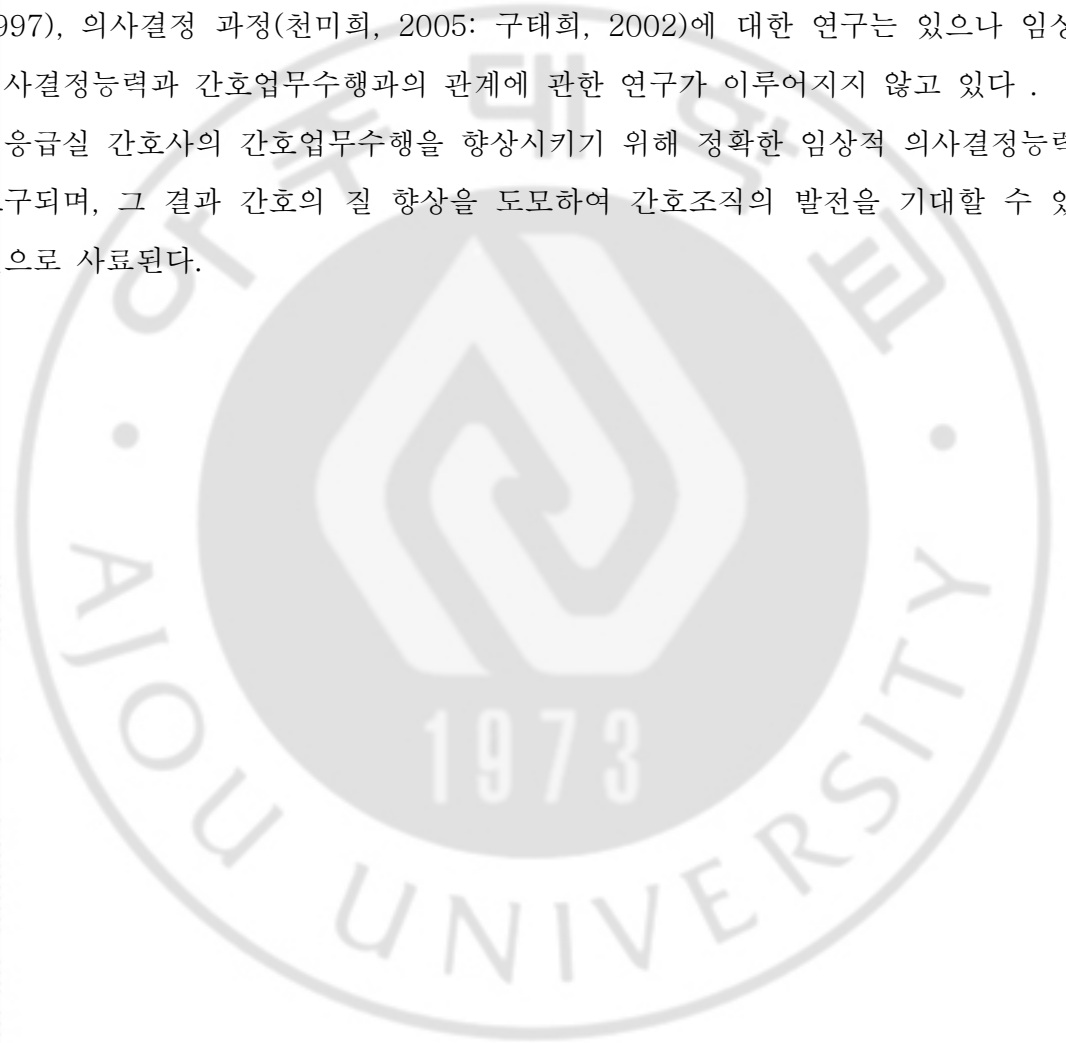 997), 의사결정 과정(천미희, 2005: 구태희, 2002)에 대한 연구는 있으나 임상
사결정능력과 간호업무수행과의 관계에 관한 연구가 이루어지지 않고 있다 .
응급실 간호사의 간호업무수행을 향상시키기 위해 정확한 임상적 의사결정능력
구되며, 그 결과 간호의 질 향상을 도모하여 간호조직의 발전을 기대할 수 있
으로 사료된다.
아주대학교
1973
AJOU UNIVERSITY